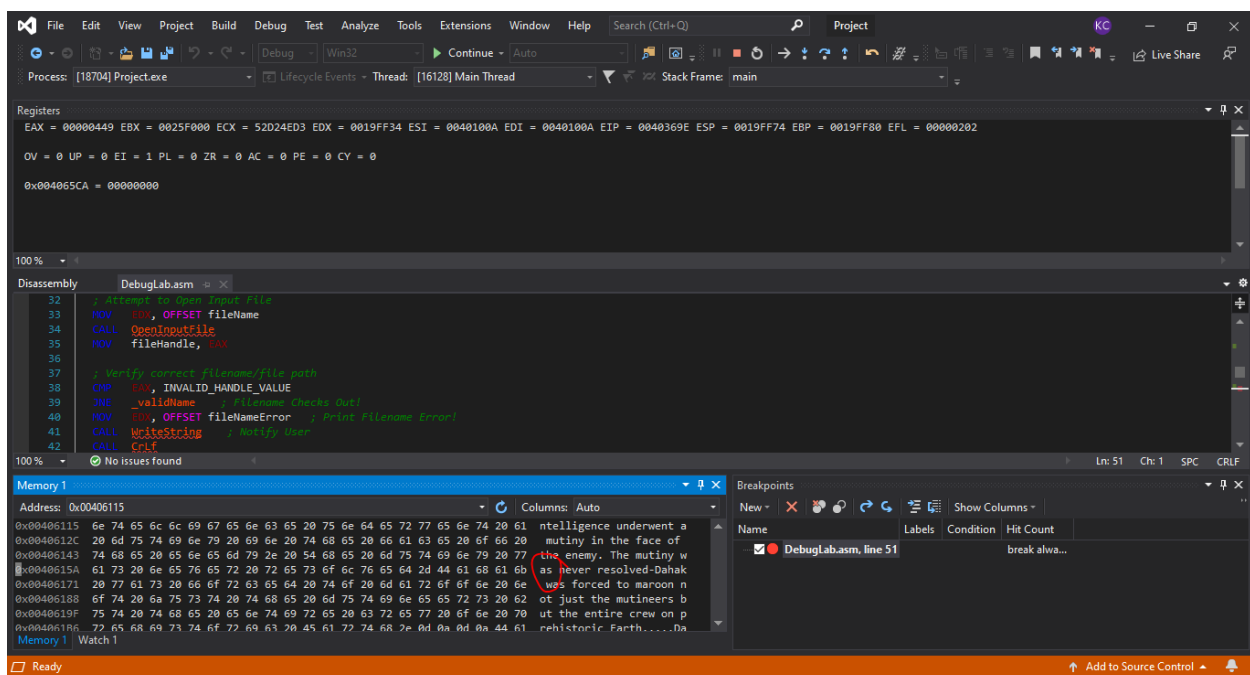 File Edit View Project Build Debug Test Analyze Tools Extensions Window Help Search (Ctrl+Q) Project KC
Debug Win32 Continue Auto Live Share
Process: [18704] Project.exe Lifecycle Events Thread: [16128] Main Thread Stack Frame: main
Registers
EAX = 00000449 EBX = 0025F000 ECX = 52D24ED3 EDX = 0019FF34 ESI = 0040100A EDI = 0040100A EIP = 0040369E ESP = 0019FF74 EBP = 0019FF80 EFL = 00000202
OV = 0 UP = 0 EI = 1 PL = 0 ZR = 0 AC = 0 PE = 0 CY = 0
0x004065CA = 00000000
100 %
Disassembly DebugLab.asm
32 ; Attempt to Open Input File
33 MOV EDX, OFFSET fileName
34 CALL OpenInputFile
35 MOV fileHandle, EAX
36
37 ; Verify correct filename/file path
38 CMP EAX, INVALID_HANDLE_VALUE
39 _validName ; Filename Checks Out!
40 MOV EDX, OFFSET fileNameError ; Print Filename Error!
41 CALL WriteString ; Notify User
42 CALL CrLf
100 % No issues found Ln: 51 Ch: 1 SPC CRLF
Memory 1
Address: 0x00406115 Columns: Auto
0x00406115 6e 74 65 6c 6c 69 67 65 6e 63 65 20 75 6e 64 65 72 77 65 6e 74 20 61 ntelligence underwent a
0x0040612C 20 6d 75 74 69 6e 79 20 69 6e 20 74 68 65 20 66 61 63 65 20 6f 66 20 mutiny in the face of
0x00406143 74 68 65 20 65 6e 65 6d 79 2e 20 54 68 65 20 6d 75 74 69 6e 79 20 77 the enemy. The mutiny w
0x0040615A 61 73 20 6e 65 76 65 72 20 72 65 73 6f 6c 76 65 64 2d 44 61 68 61 6b as never resolved-Dahak
0x00406171 20 77 61 73 20 66 6f 72 63 65 64 20 74 6f 20 6d 61 72 6f 6f 6e 20 6e was forced to maroon n
0x00406188 6f 74 20 6a 75 73 74 20 74 68 65 20 6d 75 74 69 6e 65 65 72 73 20 62 ot just the mutineers b
0x0040619F 75 74 20 74 68 65 20 65 6e 74 69 72 65 20 63 72 65 77 20 6f 6e 20 70 ut the entire crew on p
0x004061B6 72 65 68 69 73 74 6f 72 69 63 20 45 61 72 74 68 2e 0d 0a 0d 0a 44 61 rehistoric Earth.....Da
Memory 1 Watch 1
Breakpoints
New Show Columns
Name Labels Condition Hit Count
DebugLab.asm, line 51 break alwa...
Ready Add to Source Control